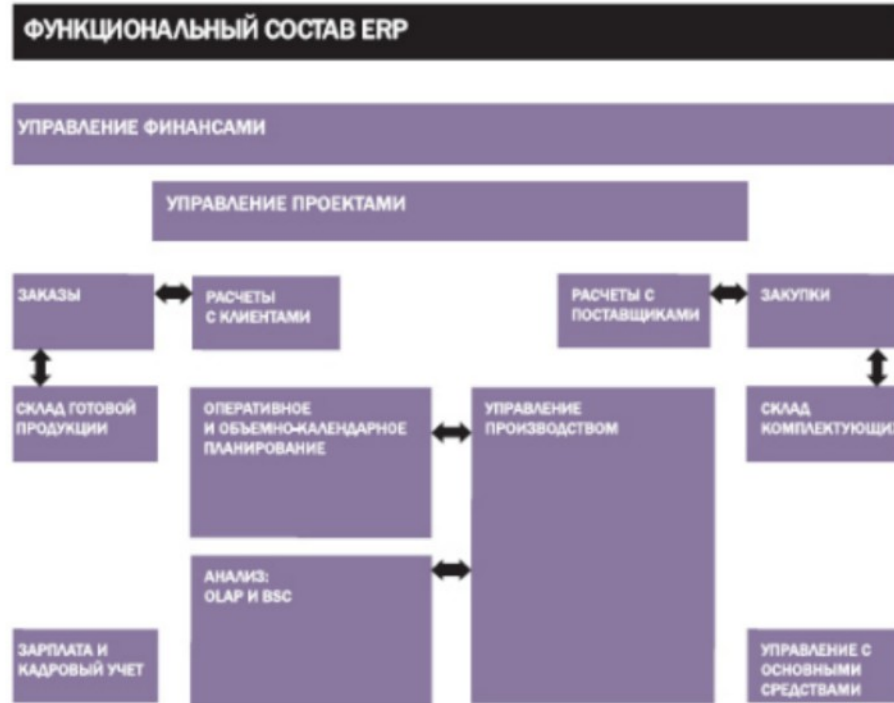 ФУНКЦИОНАЛЬНЫЙ СОСТАВ ERP
УПРАВЛЕНИЕ ФИНАНСАМИ
УПРАВЛЕНИЕ ПРОЕКТАМИ
ЗАКАЗЫ
РАСЧЕТЫ
С КЛИЕНТАМИ
РАСЧЕТЫ С
ПОСТАВЩИКАМИ
ЗАКУПКИ
СКЛАД ГОТОВОЙ
ПРОДУКЦИИ
ОПЕРАТИВНОЕ
И ОБЪЕМНО-КАЛЕНДАРНОЕ
ПЛАНИРОВАНИЕ
УПРАВЛЕНИЕ
ПРОИЗВОДСТВОМ
СКЛАД
КОМПЛЕКТУЮЩИ
АНАЛИЗ:
OLAP И BSC
ЗАРПЛАТА И
КАДРОВЫЙ УЧЕТ
УПРАВЛЕНИЕ С
ОСНОВНЫМИ
СРЕДСТВАМИ